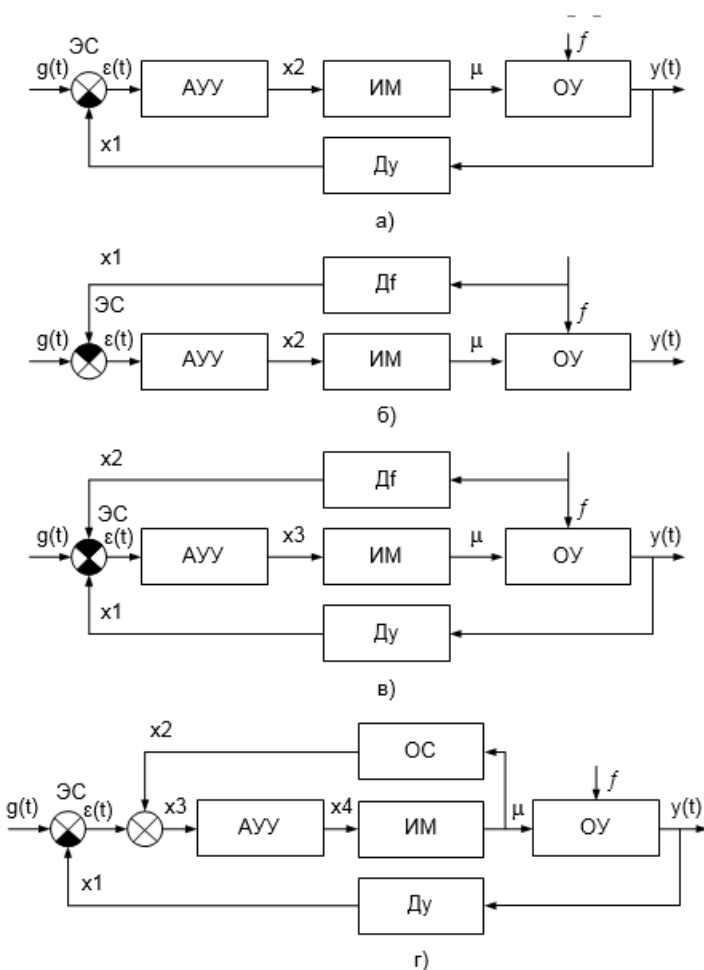 ЭС
f
g(t) ε(t) АУУ x2 ИМ μ ОУ y(t)
x1 Ду
а)
x1 Дf
ЭС f
g(t) ε(t) АУУ x2 ИМ μ ОУ y(t)
б)
x2 Дf
ЭС f
g(t) ε(t) АУУ x3 ИМ μ ОУ y(t)
x1 Ду
в)
x2 ОС
ЭС f
g(t) ε(t) x3 АУУ x4 ИМ μ ОУ y(t)
x1 Ду
г)